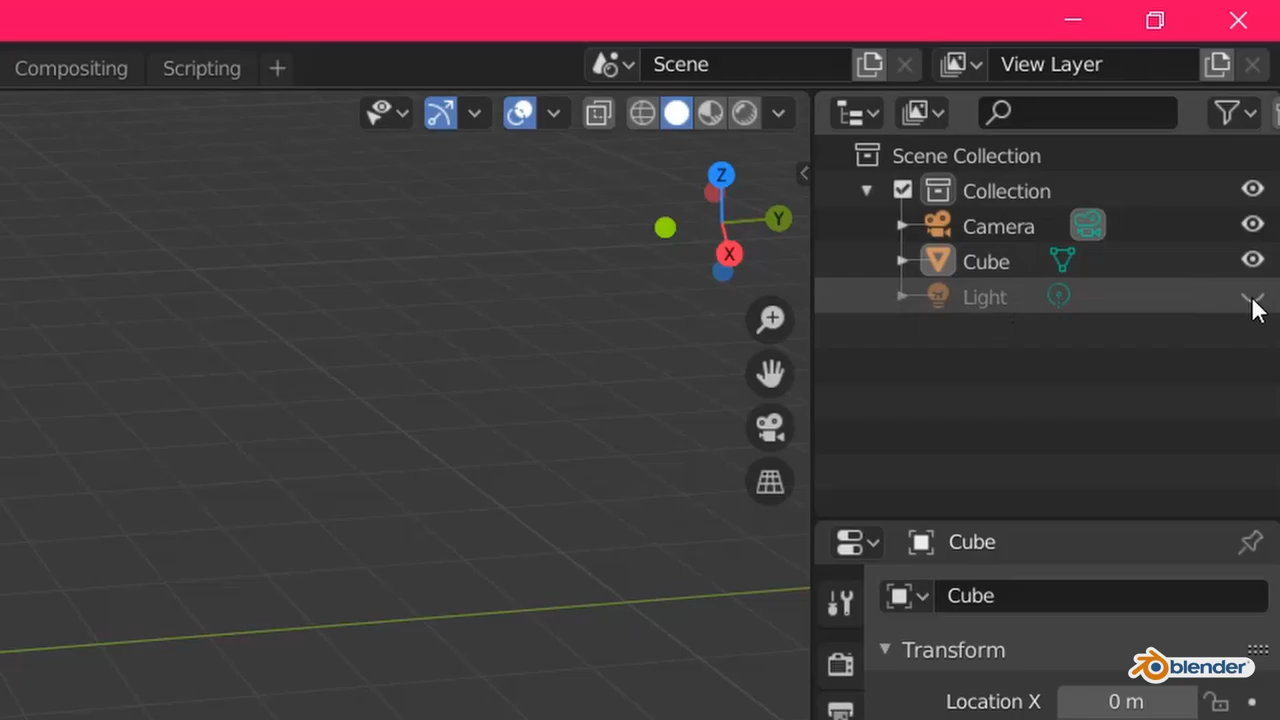 Compositing
Scripting
Scene
View Layer
Scene Collection
Collection
Z
Y
X
Camera
Cube
Light
Cube
Cube
Transform
Location X
0 m
blender